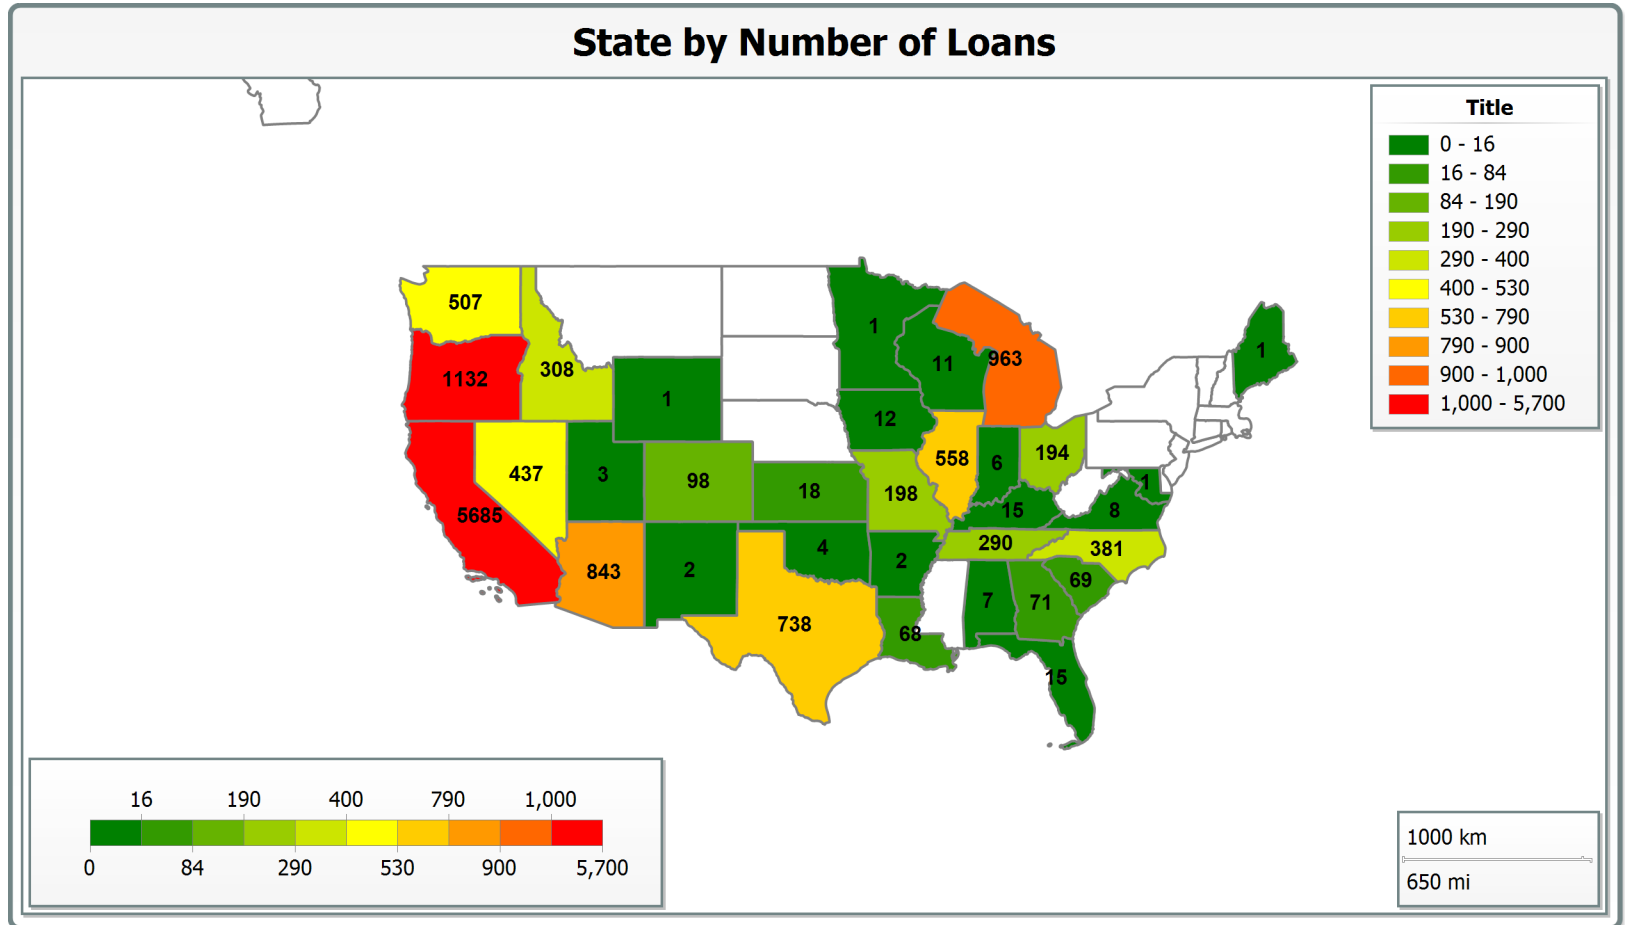 State by Number of Loans
Title
0 - 16
16 - 84
84 - 190
190 - 290
290 - 400
400 - 530
530 - 790
790 - 900
900 - 1,000
1,000 - 5,700
507
1132
308
1
1
11
963
1
12
5685
437
3
98
18
198
558
6
194
1
15
8
843
2
4
2
290
381
738
68
7
71
69
15
16 190 400 790 1,000
0 84 290 530 900 5,700
1000 km
650 mi